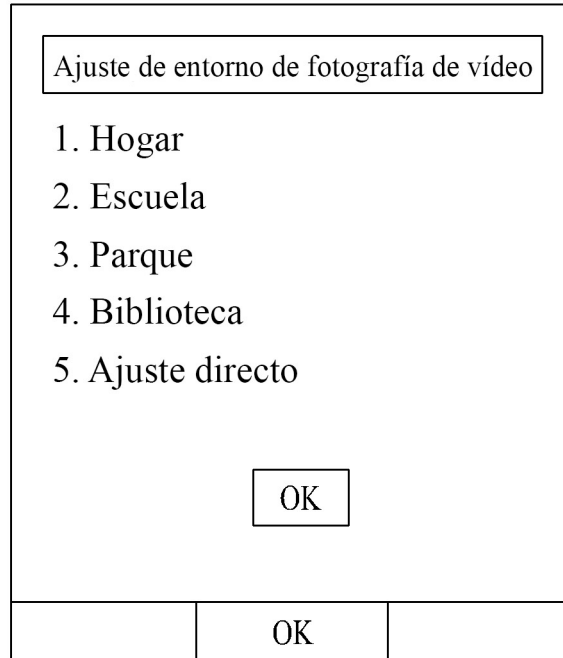 Ajuste de entorno de fotografía de vídeo
1. Hogar
2. Escuela
3. Parque
4. Biblioteca
5. Ajuste directo
OK
OK